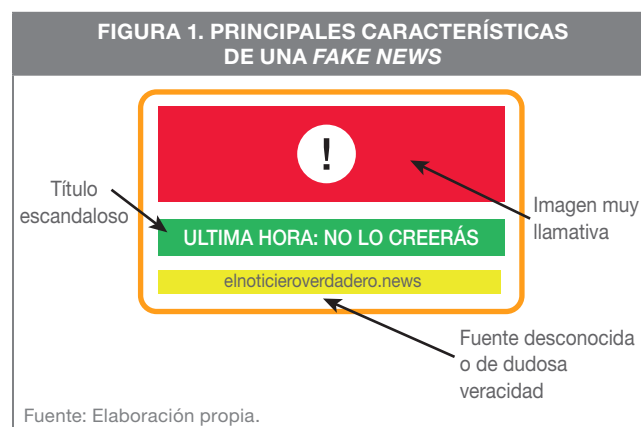 FIGURA 1. PRINCIPALES CARACTERÍSTICAS
DE UNA FAKE NEWS
!
Título
escandaloso
ULTIMA HORA: NO LO CREERÁS
Imagen muy
llamativa
elnoticieroverdadero.news
Fuente desconocida
o de dudosa
veracidad
Fuente: Elaboración propia.